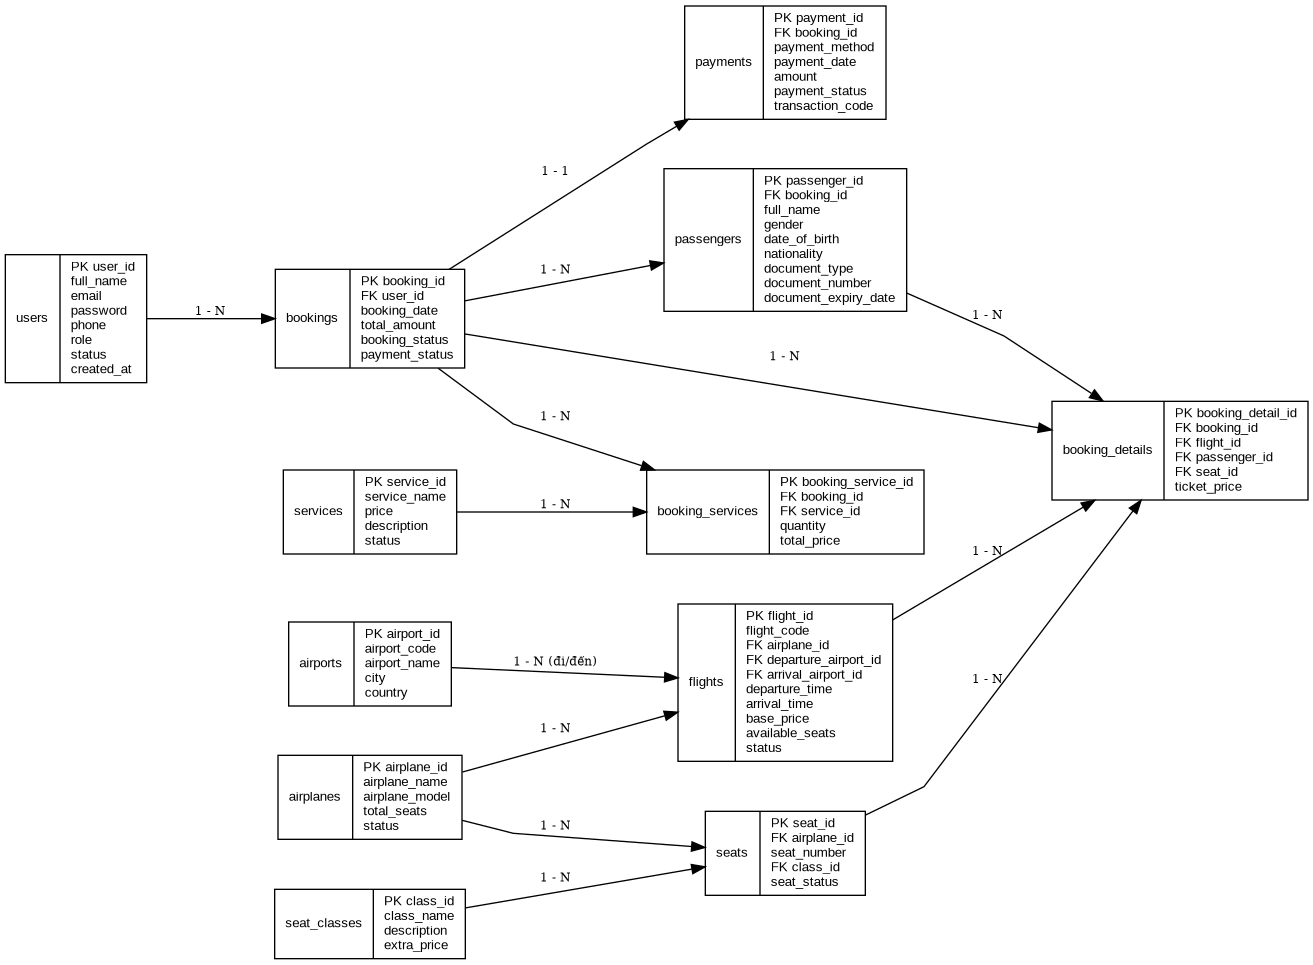 payments
PK payment_id
FK booking_id
payment_method
payment_date
amount
payment_status
transaction_code
1 - 1
passengers
PK passenger_id
FK booking_id
full_name
gender
date_of_birth
nationality
document_type
document_number
document_expiry_date
users
PK user_id
full_name
email
password
phone
role
status
created_at
1 - N
bookings
PK booking_id
FK user_id
booking_date
total_amount
booking_status
payment_status
1 - N
1 - N
1 - N
1 - N
booking_details
PK booking_detail_id
FK booking_id
FK flight_id
FK passenger_id
FK seat_id
ticket_price
services
PK service_id
service_name
price
description
status
1 - N
booking_services
PK booking_service_id
FK booking_id
FK service_id
quantity
total_price
1 - N
airports
PK airport_id
airport_code
airport_name
city
country
1 - N (đi/đến)
flights
PK flight_id
flight_code
FK airplane_id
FK departure_airport_id
FK arrival_airport_id
departure_time
arrival_time
base_price
available_seats
status
1 - N
1 - N
airplanes
PK airplane_id
airplane_name
airplane_model
total_seats
status
1 - N
seats
PK seat_id
FK airplane_id
seat_number
FK class_id
seat_status
1 - N
seat_classes
PK class_id
class_name
description
extra_price